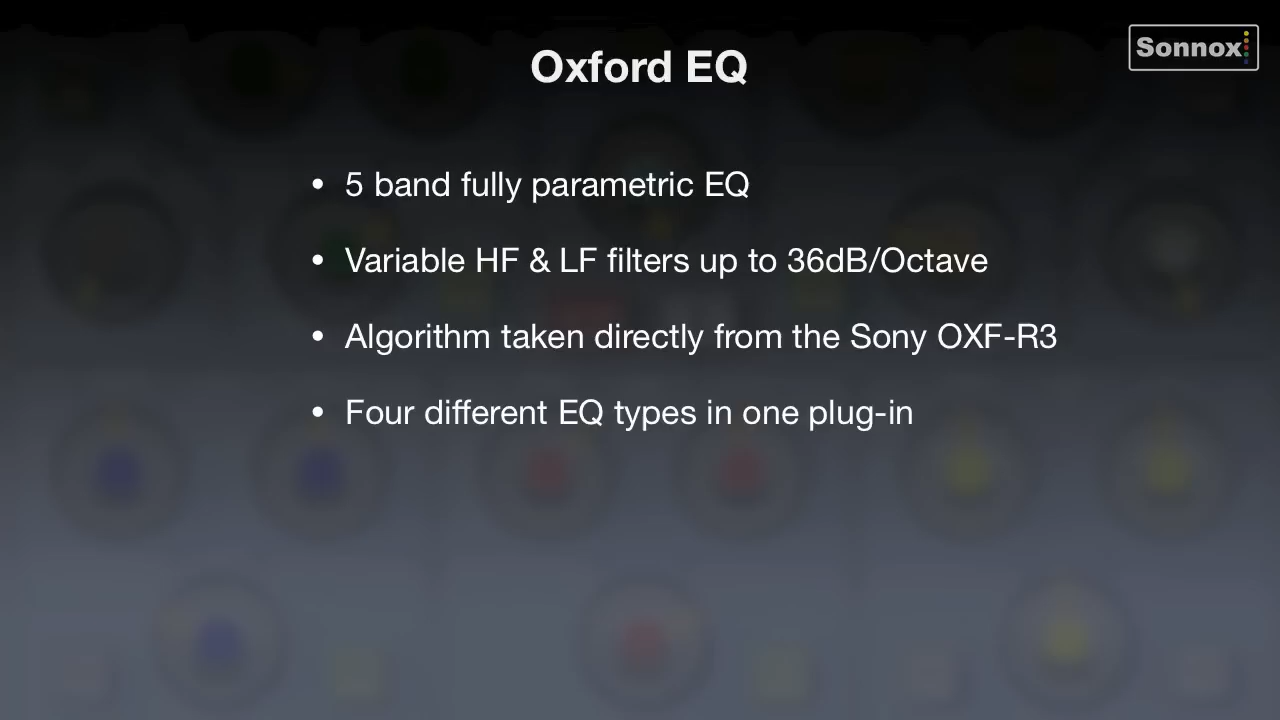 Sonnox
Oxford EQ
• 5 band fully parametric EQ
• Variable HF & LF filters up to 36dB/Octave
• Algorithm taken directly from the Sony OXF-R3
• Four different EQ types in one plug-in